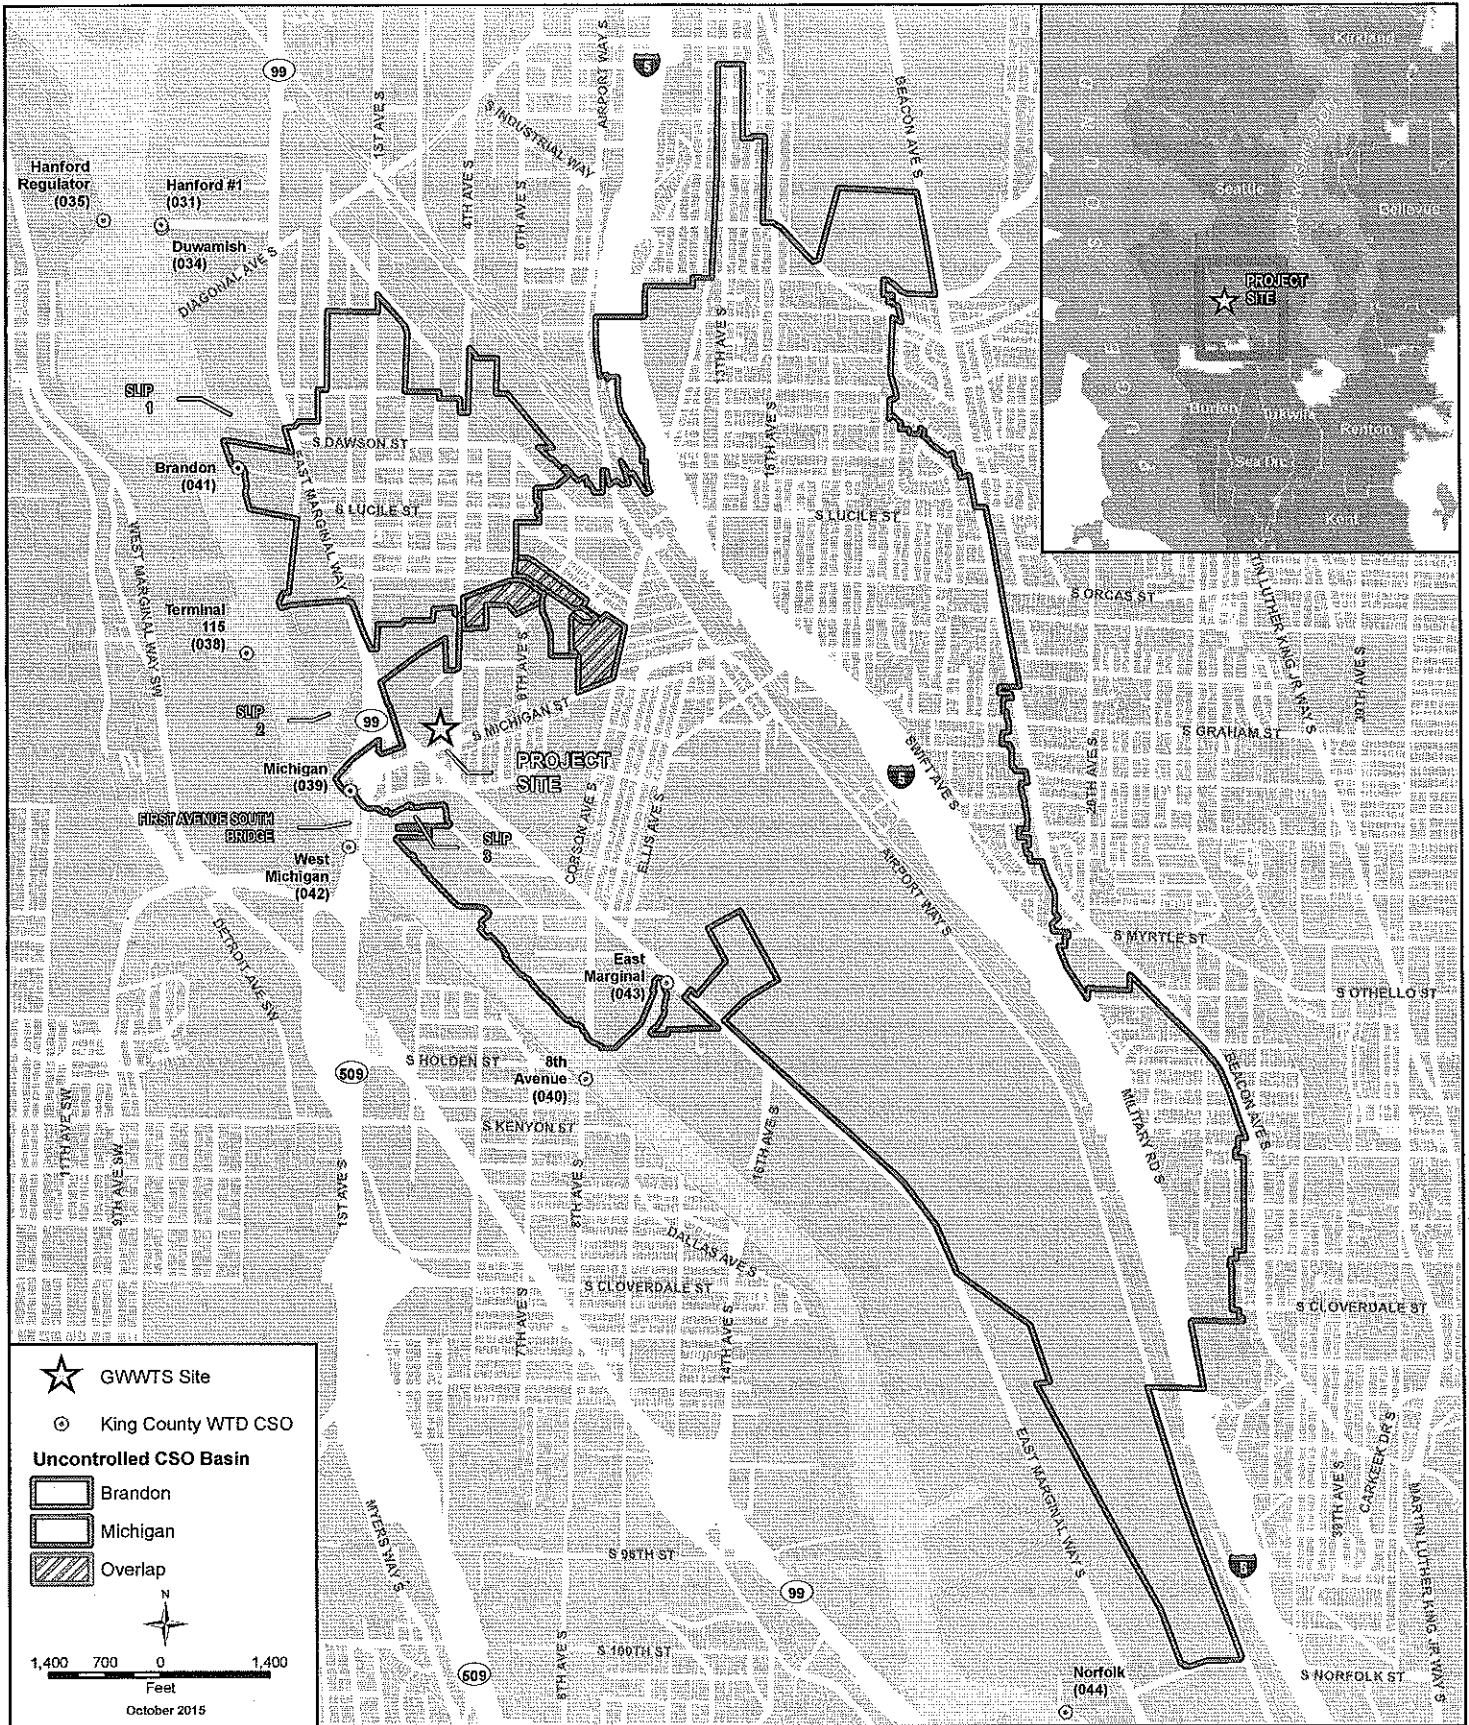 99
5
AIRPORT WAY S
1ST AVE S
S INDUSTRIAL WAY
4TH AVE S
6TH AVE S
BEACON AVE S
Kirkland
Seattle
Bellevue
PROJECT
SITE
Burien
Tukwila
Renton
SeaTac
Kent
Hanford
Regulator
(035)
Hanford #1
(031)
Duwamish
(034)
DIAGONAL AVE S
13TH AVE S
15TH AVE S
SLIP
1
S DAWSON ST
Brandon
(041)
EAST MARGINAL WAY
S LUCILE ST
S LUCILE ST
WEST MARGINAL WAY SW
Terminal
115
(038)
8TH AVE S
S ORCAS ST
MARTIN LUTHER KING JR WAY S
30TH AVE S
SLIP
2
99
S MICHIGAN ST
PROJECT
SITE
S GRAHAM ST
SWIFT AVE S
5
Michigan
(039)
FIRST AVENUE SOUTH
BRIDGE
SLIP
3
West
Michigan
(042)
CORSON AVE S
ELLIS AVE S
AIRPORT WAY S
DETROIT AVE SW
East
Marginal
(043)
S MYRTLE ST
S OTHELLO ST
S HOLDEN ST
509
8th
Avenue
(040)
S KENYON ST
MILITARY RD S
BEACON AVE S
16TH AVE S
11TH AVE SW
9TH AVE SW
1ST AVE S
8TH AVE S
DALLAS AVE S
S CLOVERDALE ST
S CLOVERDALE ST
7TH AVE S
14TH AVE S
GWWTS Site
King County WTD CSO
Uncontrolled CSO Basin
Brandon
Michigan
Overlap
N
1,400 700 0 1,400
Feet
October 2015
MYERS WAY S
EAST MARGINAL WAY S
39TH AVE S
CARKEEK DR S
MARTIN LUTHER KING JR WAY S
S 96TH ST
99
5
S 100TH ST
509
Norfolk
(044)
S NORFOLK ST